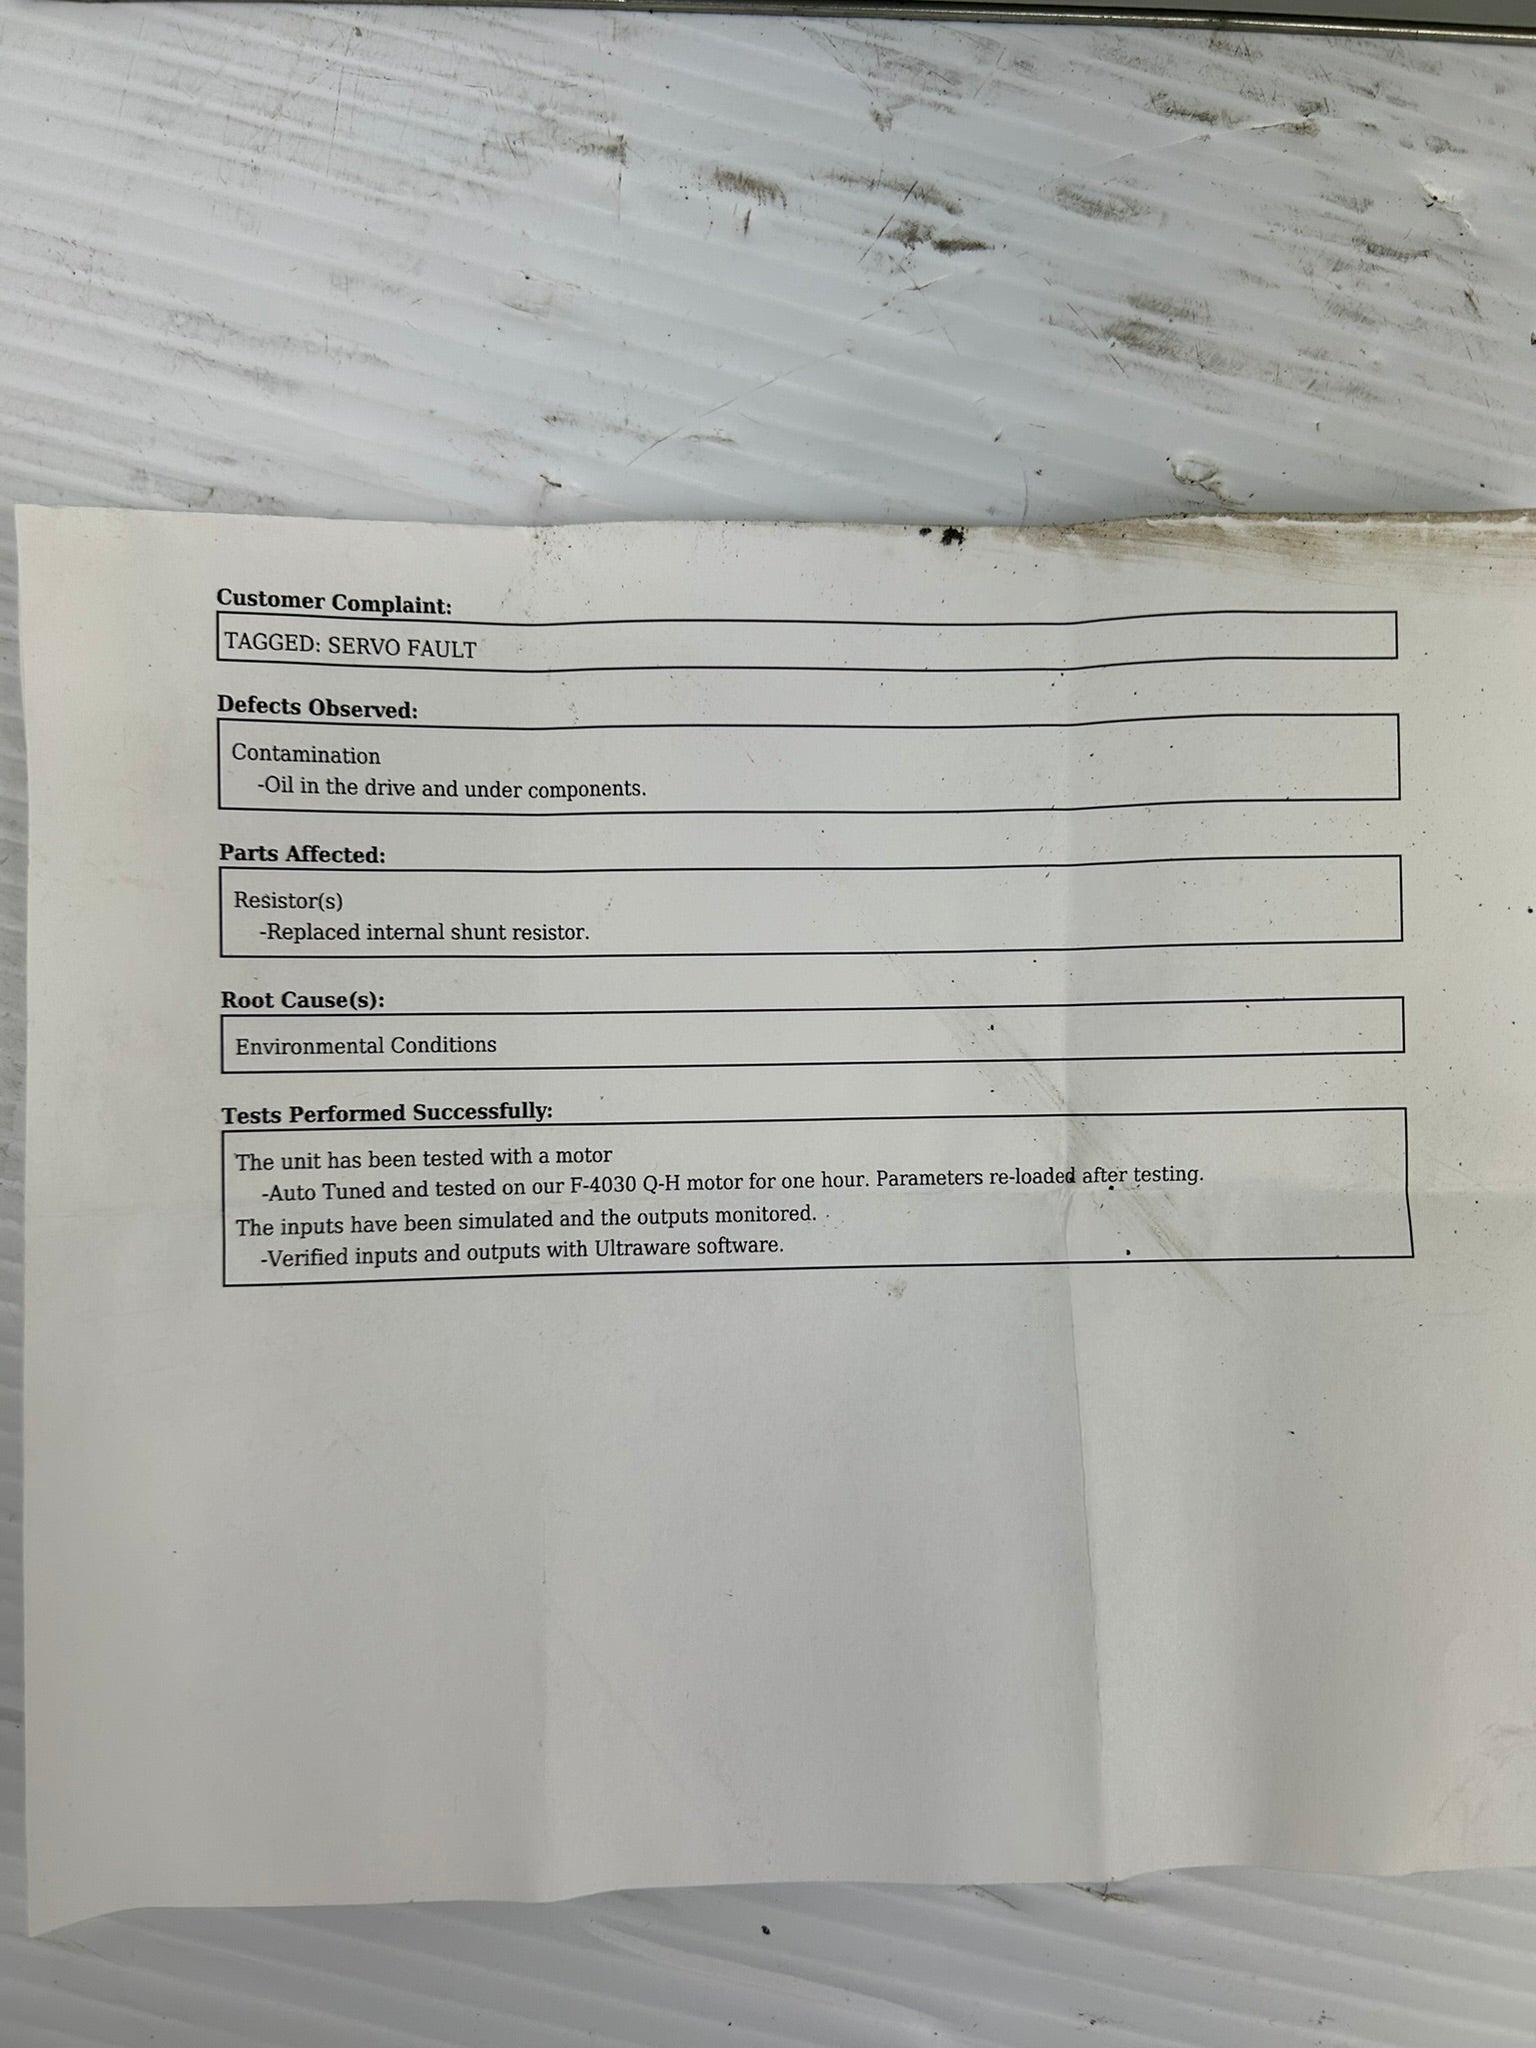 Customer Complaint:
TAGGED: SERVO FAULT
Defects Observed:
Contamination
-Oil in the drive and under components.
Parts Affected:
Resistor(s)
-Replaced internal shunt resistor.
Root Cause(s):
Environmental Conditions
Tests Performed Successfully:
The unit has been tested with a motor
-Auto Tuned and tested on our F-4030 Q-H motor for one hour. Parameters re-loaded after testing.
The inputs have been simulated and the outputs monitored.
-Verified inputs and outputs with Ultraware software.